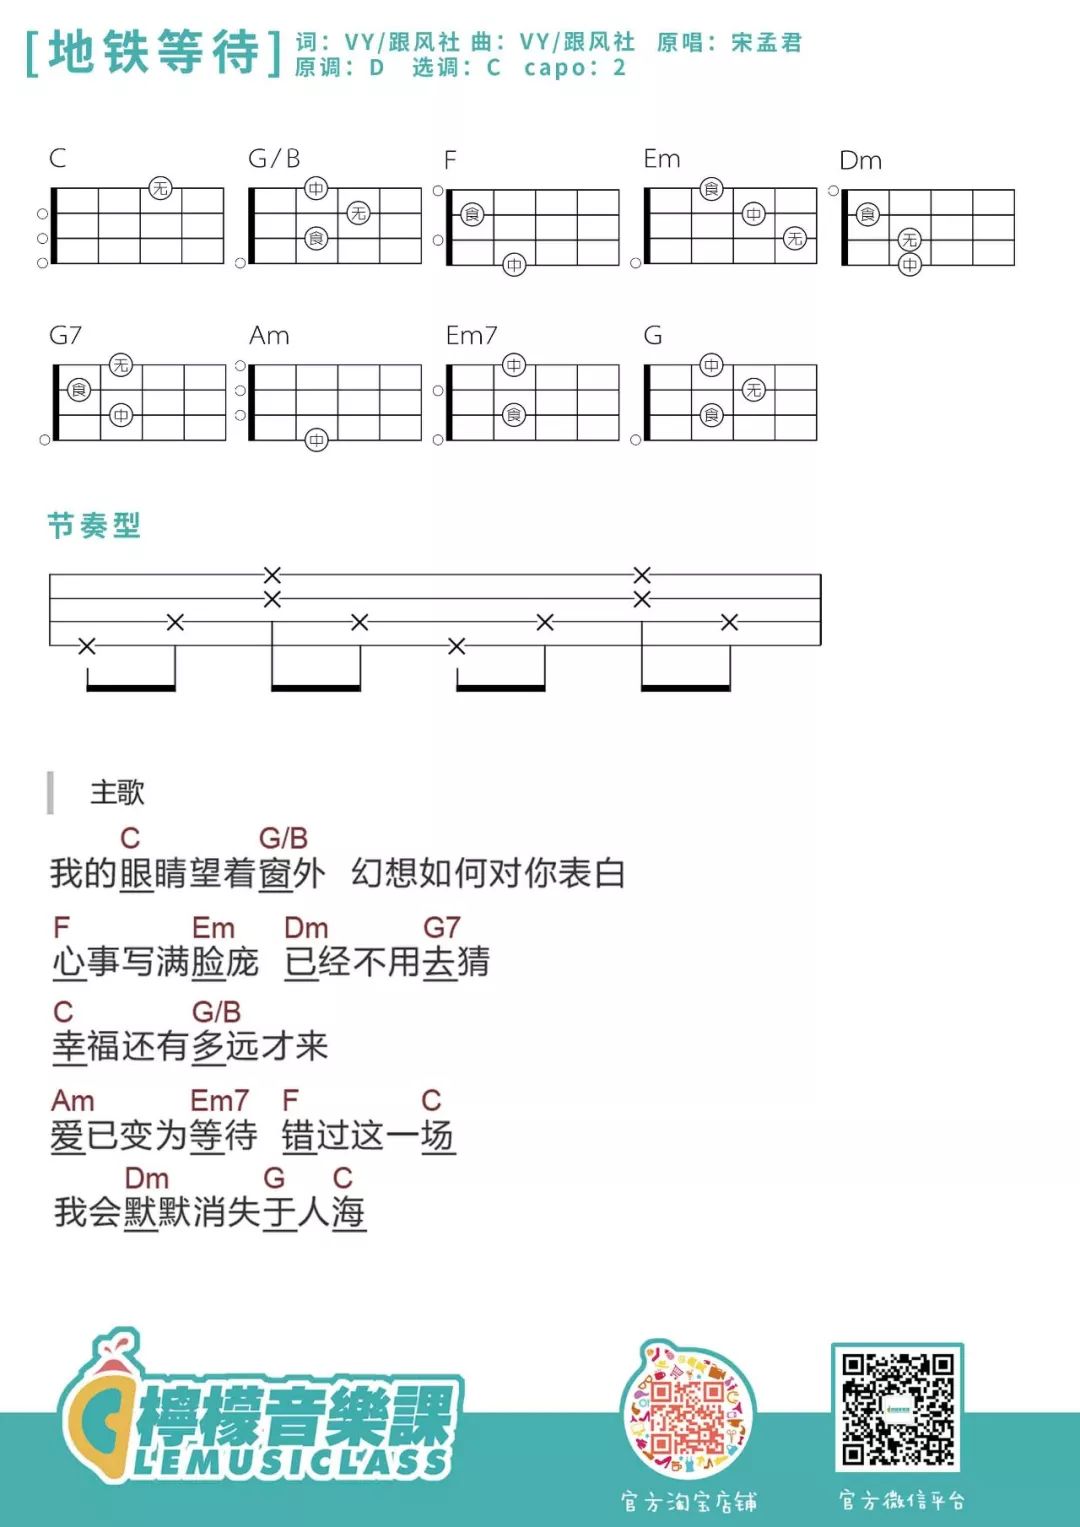 [地铁等待] 词：VY/跟风社 曲：VY/跟风社 原唱：宋孟君
原调：D 选调：C capo：2
C G/B F Em Dm
无 中 无 食 食 中 食 中 无 食 无 中
G7 Am Em7 G
无 食 中 中 中 食 中 无 食
节奏型
主歌
C G/B
我的眼睛望着窗外 幻想如何对你表白
F Em Dm G7
心事写满脸庞 已经不用去猜
C G/B
幸福还有多远才来
Am Em7 F C
爱已变为等待 错过这一场
Dm G C
我会默默消失于人海
檸檬音樂課
LEMUSICLASS
官方淘宝店铺 官方微信平台